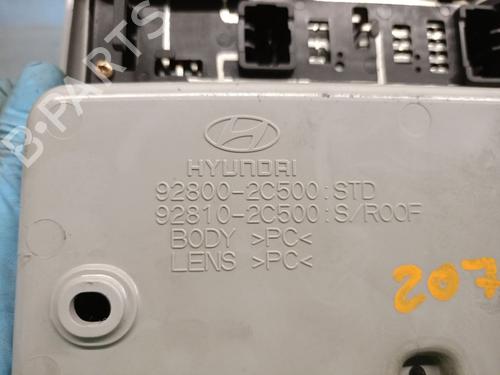 HYUNDAI
92800-2C500:STD
92810-2C500:S/ROOF
BODY >PC<
LENS >PC<
207
B-PARTS